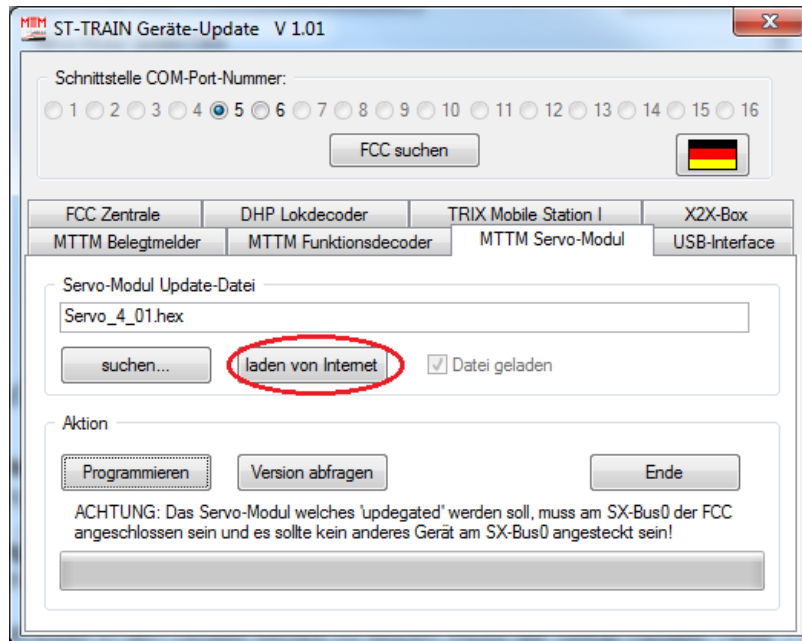 MTTM ST-TRAIN Geräte-Update V 1.01
X
Schnittstelle COM-Port-Nummer:
1 2 3 4 5 6 7 8 9 10 11 12 13 14 15 16
FCC suchen
FCC Zentrale DHP Lokdecoder TRIX Mobile Station I X2X-Box
MTTM Belegtmelder MTTM Funktionsdecoder MTTM Servo-Modul USB-Interface
Servo-Modul Update-Datei
Servo_4_01.hex
suchen... laden von Internet Datei geladen
Aktion
Programmieren Version abfragen Ende
ACHTUNG: Das Servo-Modul welches 'updegated' werden soll, muss am SX-Bus0 der FCC
angeschlossen sein und es sollte kein anderes Gerät am SX-Bus0 angesteckt sein!